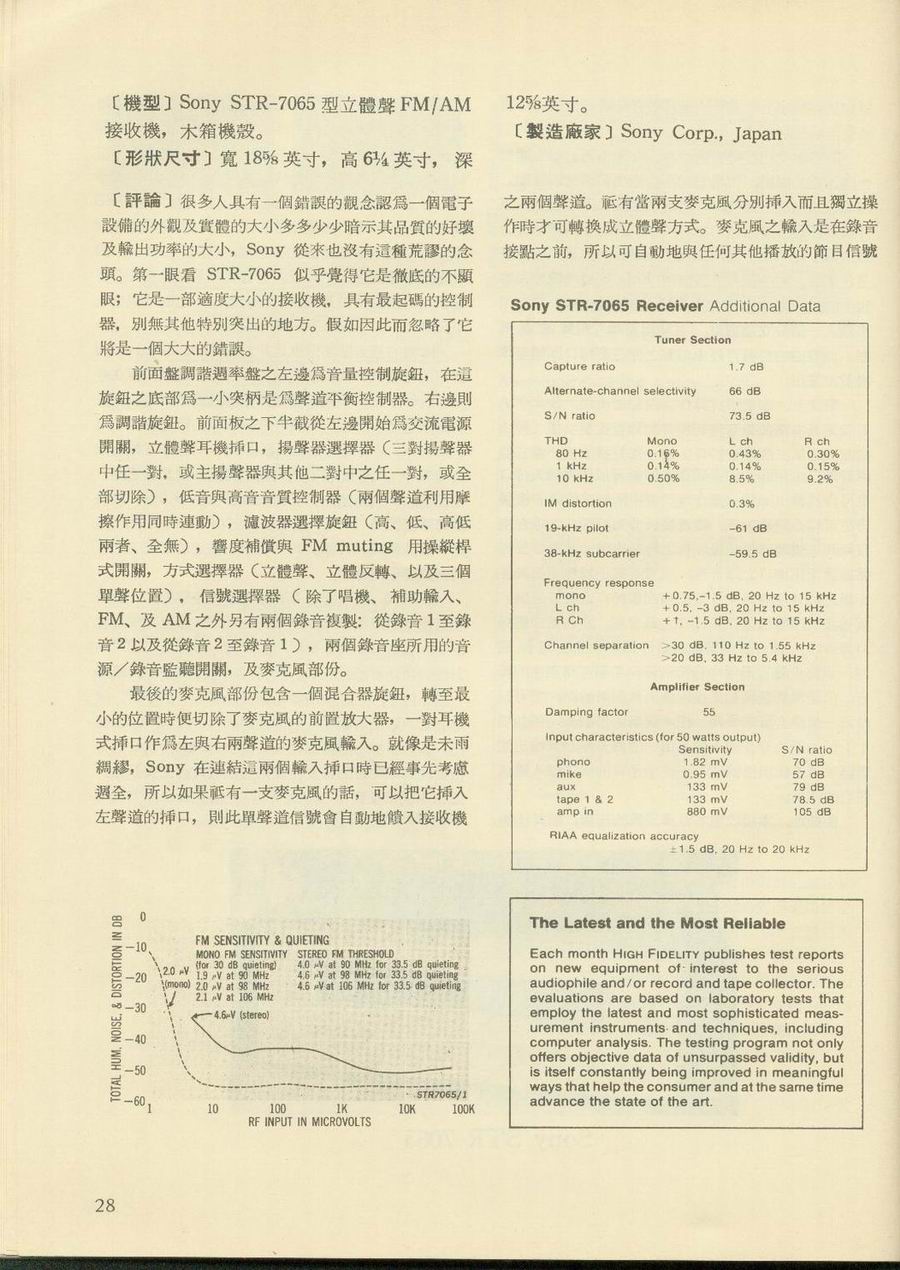 〔機型〕Sony STR-7065 型立體聲 FM/AM
接收機，木箱機殼。
〔形狀尺寸〕寬 18⅝ 英寸，高 6¼ 英寸，深
12⅝英寸。
〔製造廠家〕Sony Corp., Japan
〔評論〕很多人具有一個錯誤的觀念認爲一個電子
設備的外觀及實體的大小多多少少暗示其品質的好壞
及輸出功率的大小，Sony 從來也沒有這種荒謬的念
頭。第一眼看 STR-7065 似乎覺得它是徹底的不顯
眼；它是一部適度大小的接收機，具有最起碼的控制
器，別無其他特別突出的地方。假如因此而忽略了它
將是一個大大的錯誤。
前面盤調諧週率盤之左邊爲音量控制旋鈕，在這
旋鈕之底部爲一小突柄是爲聲道平衡控制器。右邊則
爲調諧旋鈕。前面板之下半截從左邊開始爲交流電源
開關，立體聲耳機揷口，揚聲器選擇器（三對揚聲器
中任一對，或主揚聲器與其他二對中之任一對，或全
部切除），低音與高音音質控制器（兩個聲道利用摩
擦作用同時連動），濾波器選擇旋鈕（高、低、高低
兩者、全無），響度補償與 FM muting 用操縱桿
式開關，方式選擇器（立體聲、立體反轉、以及三個
單聲位置），信號選擇器（除了唱機、補助輸入、
FM、及 AM 之外另有兩個錄音複製：從錄音 1 至錄
音 2 以及從錄音 2 至錄音 1），兩個錄音座所用的音
源／錄音監聽開關，及麥克風部份。
最後的麥克風部份包含一個混合器旋鈕，轉至最
小的位置時便切除了麥克風的前置放大器，一對耳機
式揷口作爲左與右兩聲道的麥克風輸入。就像是未雨
綢繆，Sony 在連結這兩個輸入揷口時已經事先考慮
週全，所以如果祗有一支麥克風的話，可以把它揷入
左聲道的揷口，則此單聲道信號會自動地饋入接收機
之兩個聲道。祗有當兩支麥克風分別揷入而且獨立操
作時才可轉換成立體聲方式。麥克風之輸入是在錄音
接點之前，所以可自動地與任何其他播放的節目信號
Sony STR-7065 Receiver Additional Data
Tuner Section
Capture ratio 1.7 dB
Alternate-channel selectivity 66 dB
S/N ratio 73.5 dB
THD Mono L ch R ch
80 Hz 0.16% 0.43% 0.30%
1 kHz 0.14% 0.14% 0.15%
10 kHz 0.50% 8.5% 9.2%
IM distortion 0.3%
19-kHz pilot –61 dB
38-kHz subcarrier –59.5 dB
Frequency response
mono +0.75,–1.5 dB, 20 Hz to 15 kHz
L ch +0.5, –3 dB, 20 Hz to 15 kHz
R Ch +1, –1.5 dB, 20 Hz to 15 kHz
Channel separation >30 dB, 110 Hz to 1.55 kHz
>20 dB, 33 Hz to 5.4 kHz
Amplifier Section
Damping factor 55
Input characteristics (for 50 watts output)
Sensitivity S/N ratio
phono 1.82 mV 70 dB
mike 0.95 mV 57 dB
aux 133 mV 79 dB
tape 1 & 2 133 mV 78.5 dB
amp in 880 mV 105 dB
RIAA equalization accuracy
±1.5 dB, 20 Hz to 20 kHz
TOTAL HUM, NOISE, & DISTORTION IN DB
0
–10
–20
–30
–40
–50
–60
FM SENSITIVITY & QUIETING
MONO FM SENSITIVITY STEREO FM THRESHOLD
(for 30 dB quieting) 4.0 μV at 90 MHz for 33.5 dB quieting
1.9 μV at 90 MHz 4.6 μV at 98 MHz for 33.5 dB quieting
2.0 μV at 98 MHz 4.6 μV at 106 MHz for 33.5 dB quieting
2.1 μV at 106 MHz
2.0 μV
(mono)
4.6μV (stereo)
STR7065/1
1 10 100 1K 10K 100K
RF INPUT IN MICROVOLTS
The Latest and the Most Reliable
Each month HIGH FIDELITY publishes test reports
on new equipment of interest to the serious
audiophile and/or record and tape collector. The
evaluations are based on laboratory tests that
employ the latest and most sophisticated meas-
urement instruments and techniques, including
computer analysis. The testing program not only
offers objective data of unsurpassed validity, but
is itself constantly being improved in meaningful
ways that help the consumer and at the same time
advance the state of the art.
28